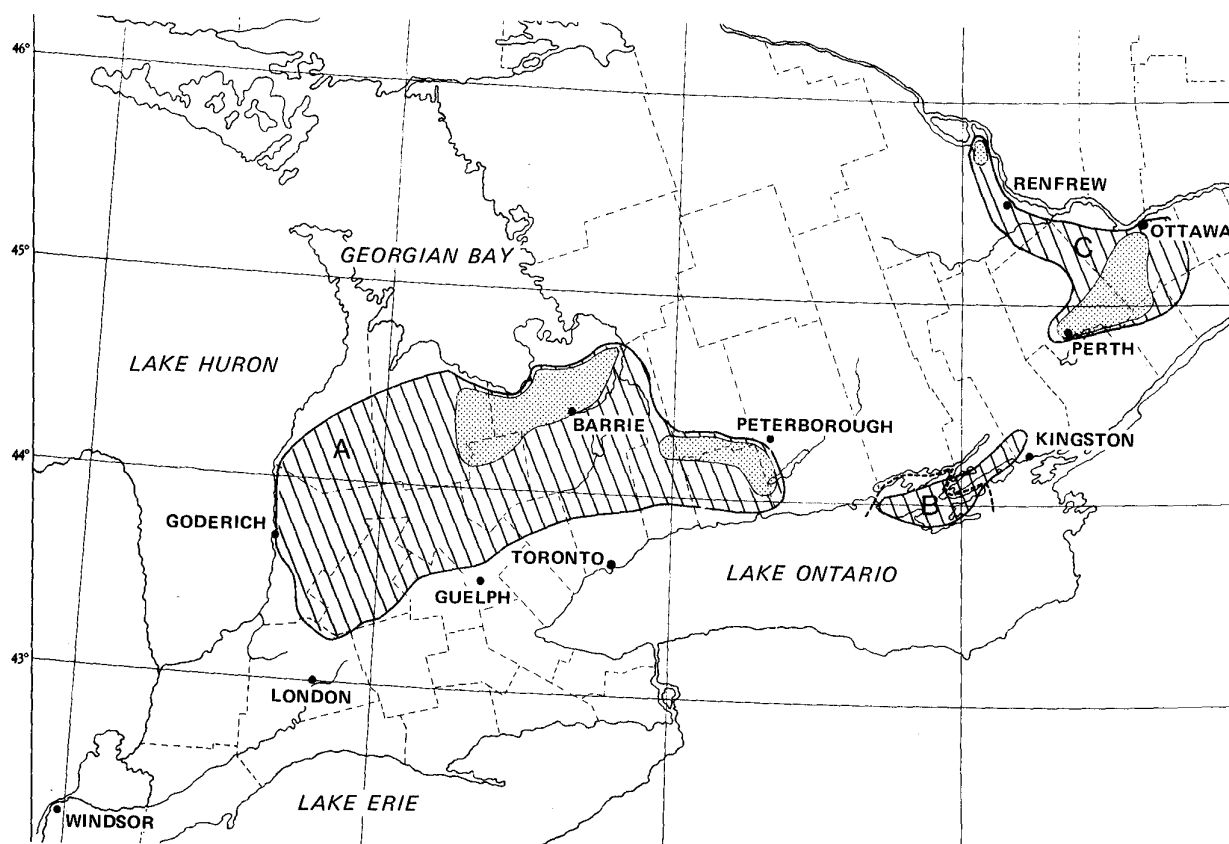 46°
RENFREW
OTTAWA
C
45°
GEORGIAN BAY
PERTH
LAKE HURON
BARRIE
PETERBOROUGH
KINGSTON
A
44°
B
GODERICH
TORONTO
LAKE ONTARIO
GUELPH
43°
LONDON
LAKE ERIE
WINDSOR